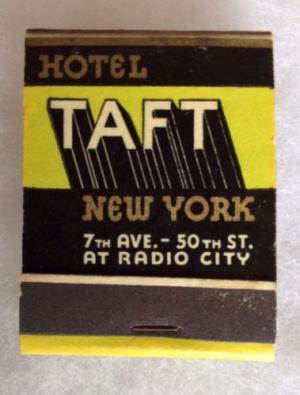 HOTEL
TAFT
NEW YORK
7TH AVE. - 50TH ST.
AT RADIO CITY